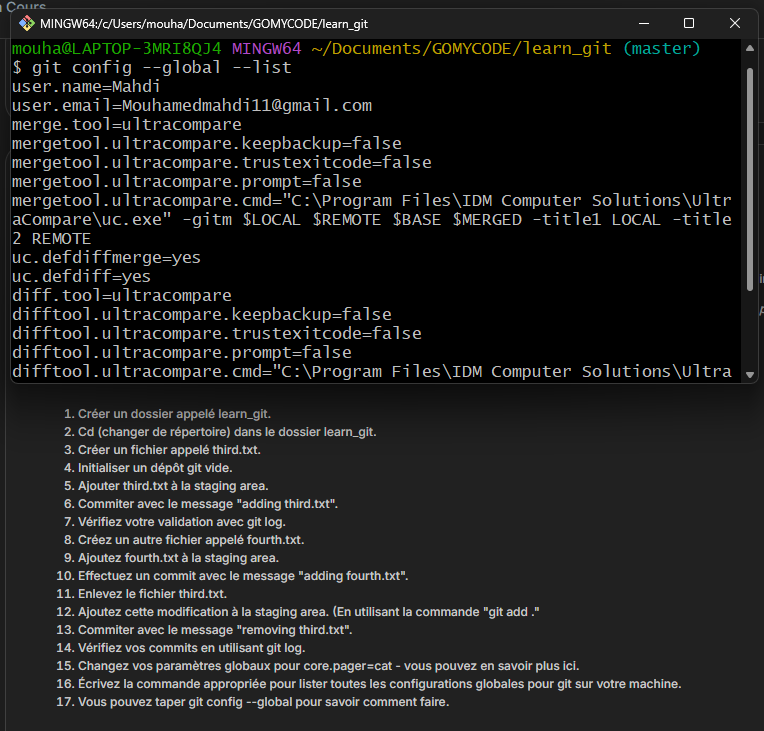 Cours
MINGW64:/c/Users/mouha/Documents/GOMYCODE/learn_git
mouha@LAPTOP-3MRI8QJ4 MINGW64 ~/Documents/GOMYCODE/learn_git (master)
$ git config --global --list
user.name=Mahdi
user.email=Mouhamedmahdi11@gmail.com
merge.tool=ultracompare
mergetool.ultracompare.keepbackup=false
mergetool.ultracompare.trustexitcode=false
mergetool.ultracompare.prompt=false
mergetool.ultracompare.cmd="C:\Program Files\IDM Computer Solutions\Ultr
aCompare\uc.exe" -gitm $LOCAL $REMOTE $BASE $MERGED -title1 LOCAL -title
2 REMOTE
uc.defdiffmerge=yes
uc.defdiff=yes
diff.tool=ultracompare
difftool.ultracompare.keepbackup=false
difftool.ultracompare.trustexitcode=false
difftool.ultracompare.prompt=false
difftool.ultracompare.cmd="C:\Program Files\IDM Computer Solutions\Ultra
1. Créer un dossier appelé learn_git.
2. Cd (changer de répertoire) dans le dossier learn_git.
3. Créer un fichier appelé third.txt.
4. Initialiser un dépôt git vide.
5. Ajouter third.txt à la staging area.
6. Commiter avec le message "adding third.txt".
7. Vérifiez votre validation avec git log.
8. Créez un autre fichier appelé fourth.txt.
9. Ajoutez fourth.txt à la staging area.
10. Effectuez un commit avec le message "adding fourth.txt".
11. Enlevez le fichier third.txt.
12. Ajoutez cette modification à la staging area. (En utilisant la commande "git add ."
13. Commiter avec le message "removing third.txt".
14. Vérifiez vos commits en utilisant git log.
15. Changez vos paramètres globaux pour core.pager=cat - vous pouvez en savoir plus ici.
16. Écrivez la commande appropriée pour lister toutes les configurations globales pour git sur votre machine.
17. Vous pouvez taper git config --global pour savoir comment faire.